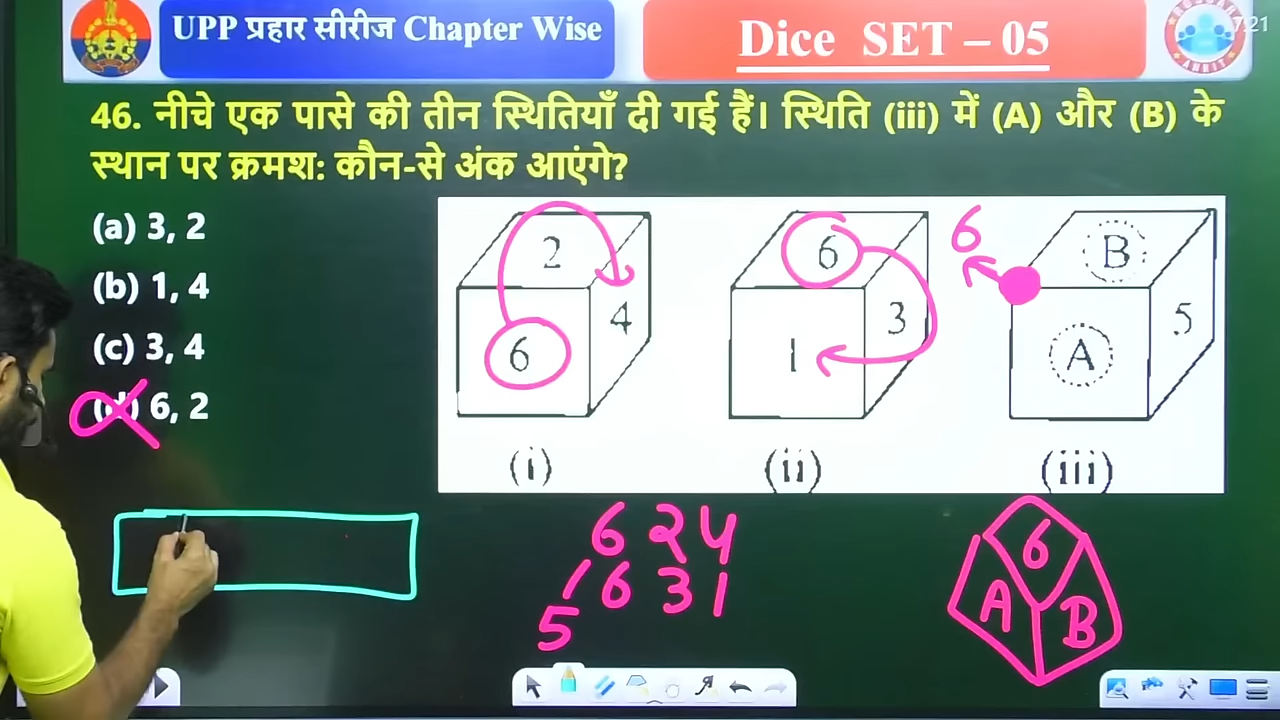 UPP प्रहार सीरीज Chapter Wise
Dice SET – 05
7:21
46. नीचे एक पासे की तीन स्थितियाँ दी गई हैं। स्थिति (iii) में (A) और (B) के
स्थान पर क्रमश: कौन-से अंक आएंगे?
(a) 3, 2
(b) 1, 4
(c) 3, 4
(d) 6, 2
2
6
4
(i)
6
1
3
(ii)
6
B
A
5
(iii)
6 2 4
6 3 1
5
6
A
B